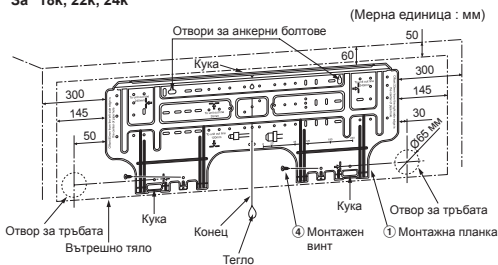 За "18k, 22k, 24k"
(Мерна единица : мм)
Отвори за анкерни болтове
50
60
Кука
300
300
145
145
50
30
Ø65 мм
Кука
Кука
Отвор за тръбата
Конец
④ Монтажен винт
① Монтажна планка
Отвор за тръбата
Вътрешно тяло
Тегло